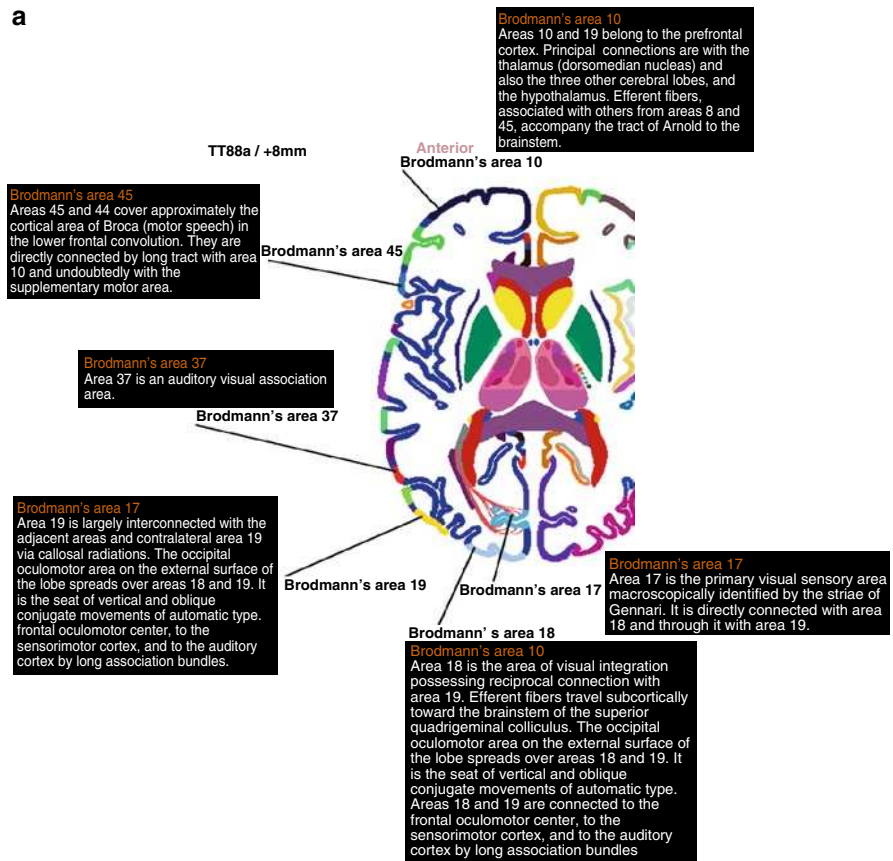 a
Brodmann's area 10
Areas 10 and 19 belong to the prefrontal
cortex. Principal connections are with the
thalamus (dorsomedian nucleas) and
also the three other cerebral lobes, and
the hypothalamus. Efferent fibers,
associated with others from areas 8 and
45, accompany the tract of Arnold to the
brainstem.
TT88a / +8mm
Anterior
Brodmann's area 10
Brodmann's area 45
Areas 45 and 44 cover approximately the
cortical area of Broca (motor speech) in
the lower frontal convolution. They are
directly connected by long tract with area
10 and undoubtedly with the
supplementary motor area.
Brodmann's area 45
Brodmann's area 37
Area 37 is an auditory visual association
area.
Brodmann's area 37
Brodmann's area 17
Area 19 is largely interconnected with the
adjacent areas and contralateral area 19
via callosal radiations. The occipital
oculomotor area on the external surface of
the lobe spreads over areas 18 and 19. It
is the seat of vertical and oblique
conjugate movements of automatic type.
frontal oculomotor center, to the
sensorimotor cortex, and to the auditory
cortex by long association bundles.
Brodmann's area 19
Brodmann's area 17
Brodmann's area 17
Area 17 is the primary visual sensory area
macroscopically identified by the striae of
Gennari. It is directly connected with area
18 and through it with area 19.
Brodmann' s area 18
Brodmann's area 10
Area 18 is the area of visual integration
possessing reciprocal connection with
area 19. Efferent fibers travel subcortically
toward the brainstem of the superior
quadrigeminal colliculus. The occipital
oculomotor area on the external surface of
the lobe spreads over areas 18 and 19. It
is the seat of vertical and oblique
conjugate movements of automatic type.
Areas 18 and 19 are connected to the
frontal oculomotor center, to the
sensorimotor cortex, and to the auditory
cortex by long association bundles